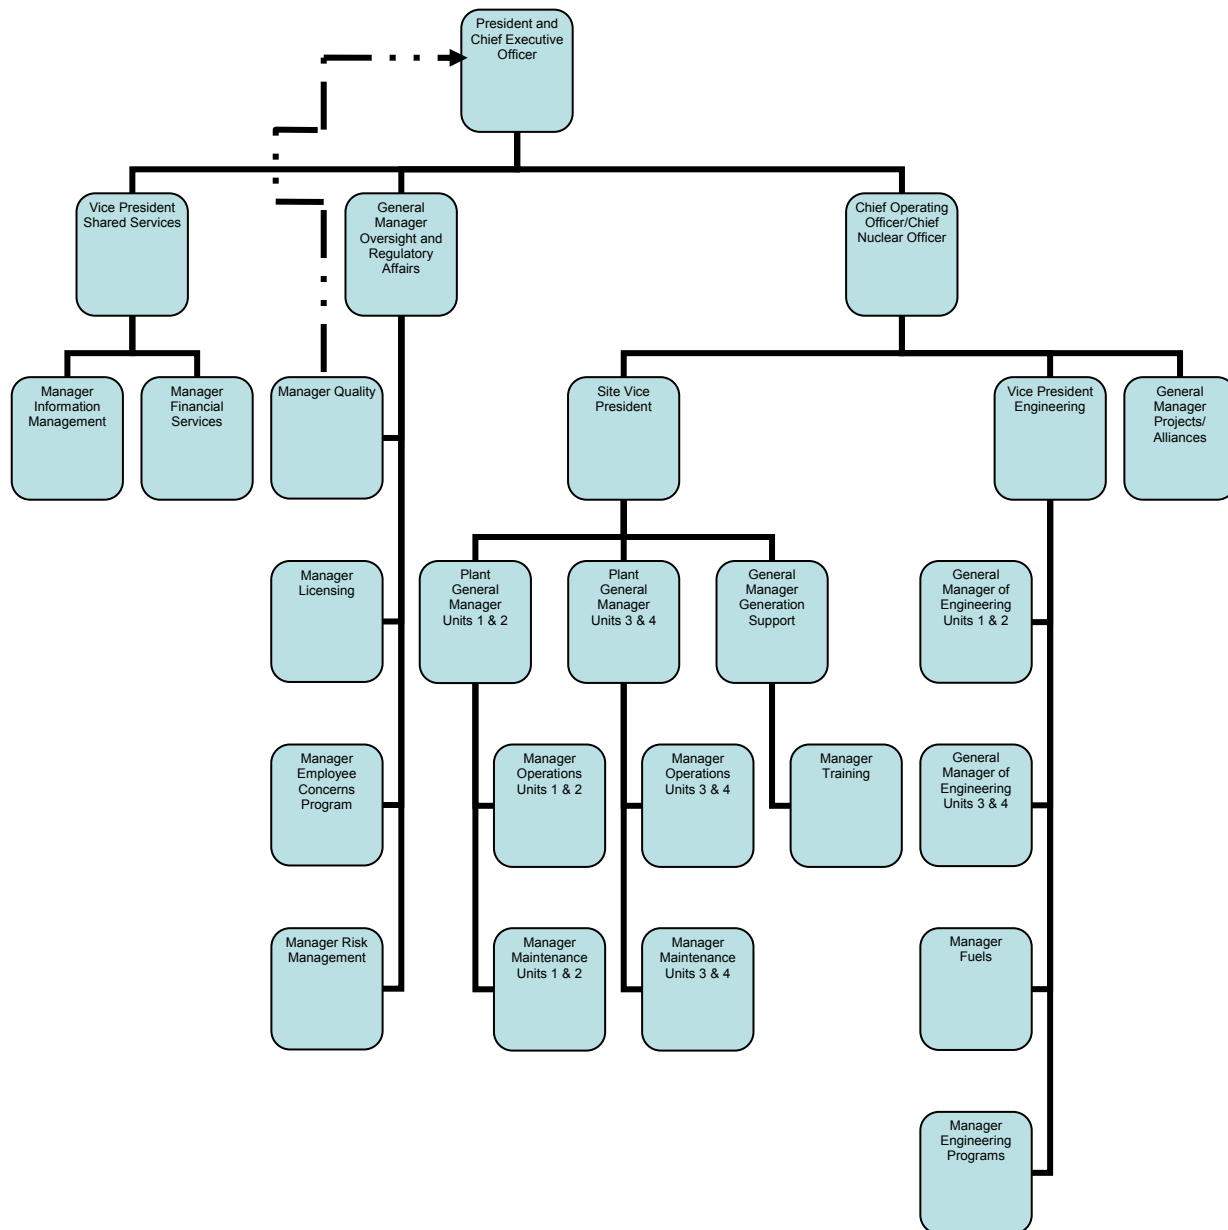 President and
Chief Executive
Officer
Vice President
Shared Services
General
Manager
Oversight and
Regulatory
Affairs
Chief Operating
Officer/Chief
Nuclear Officer
Manager
Information
Management
Manager
Financial
Services
Manager Quality
Site Vice
President
Vice President
Engineering
General
Manager
Projects/
Alliances
Manager
Licensing
Plant
General
Manager
Units 1 & 2
Plant
General
Manager
Units 3 & 4
General
Manager
Generation
Support
General
Manager of
Engineering
Units 1 & 2
Manager
Employee
Concerns
Program
Manager
Operations
Units 1 & 2
Manager
Operations
Units 3 & 4
Manager
Training
General
Manager of
Engineering
Units 3 & 4
Manager Risk
Management
Manager
Maintenance
Units 1 & 2
Manager
Maintenance
Units 3 & 4
Manager
Fuels
Manager
Engineering
Programs